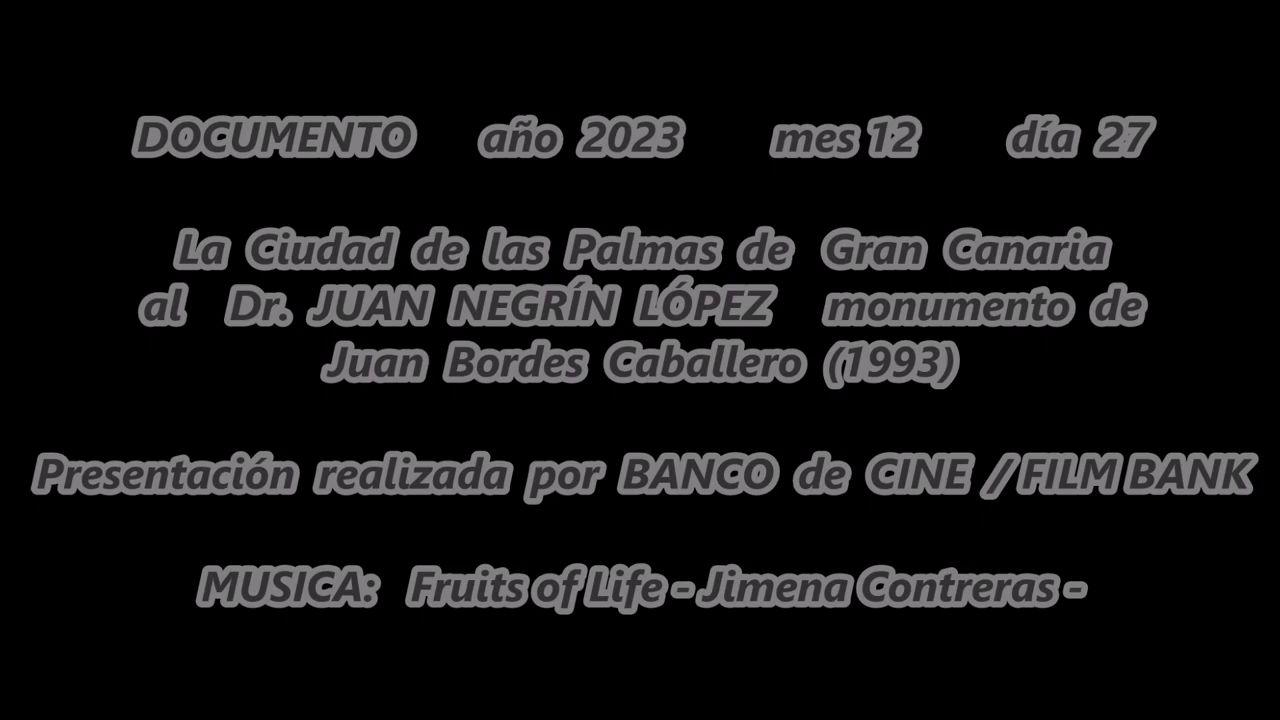 DOCUMENTO año 2023 mes 12 día 27
La Ciudad de las Palmas de Gran Canaria
al Dr. JUAN NEGRÍN LÓPEZ monumento de
Juan Bordes Caballero (1993)
Presentación realizada por BANCO de CINE / FILM BANK
MUSICA: Fruits of Life - Jimena Contreras -